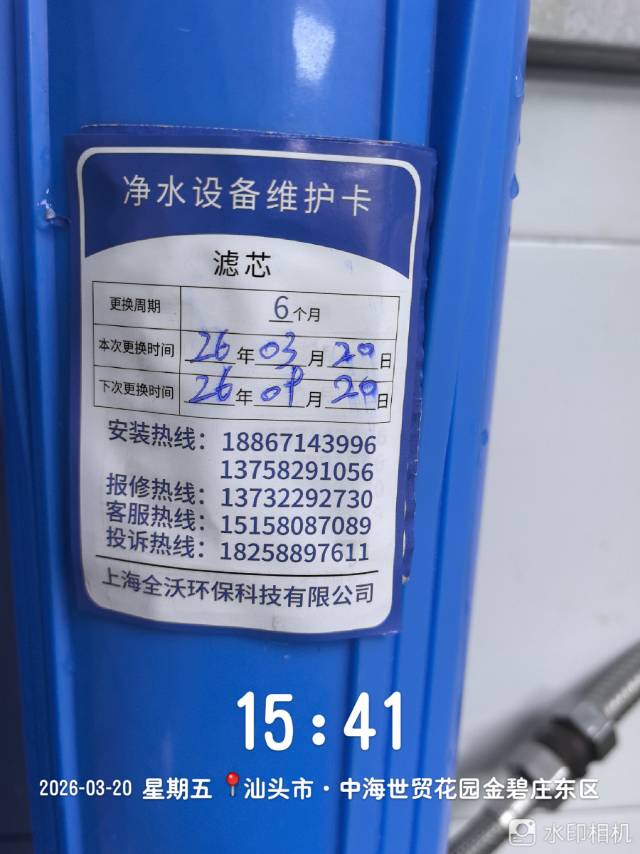 净水设备维护卡
滤芯
更换周期 6个月
本次更换时间 26年03月20日
下次更换时间 26年09月20日
安装热线：18867143996
13758291056
报修热线：13732292730
客服热线：15158087089
投诉热线：18258897611
上海全沃环保科技有限公司
15:41
2026-03-20 星期五 汕头市·中海世贸花园金碧庄东区
水印相机